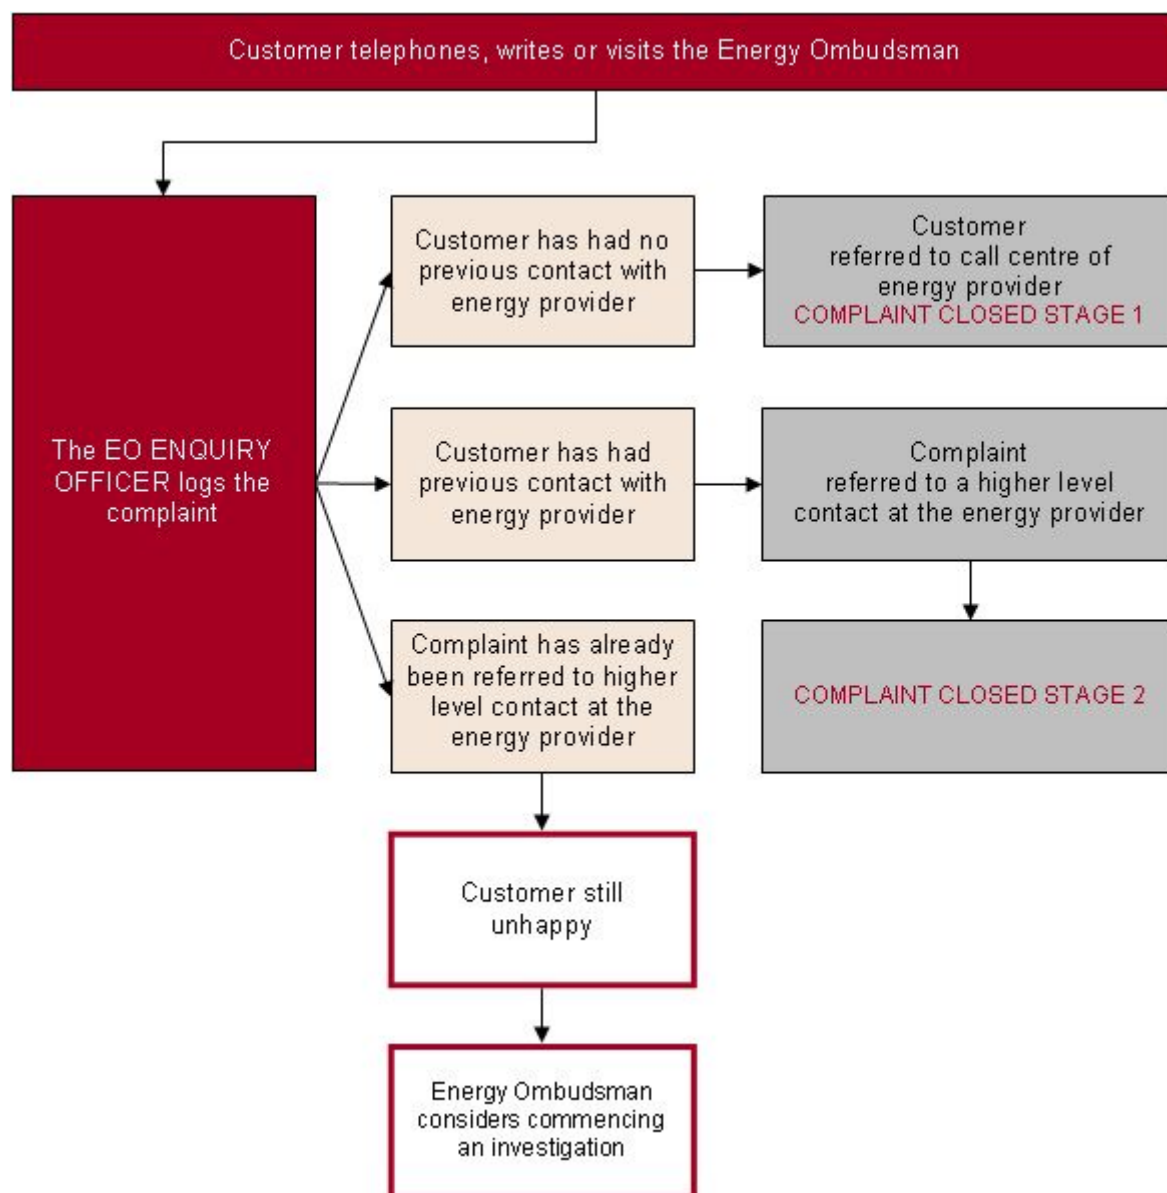 Customer telephones, writes or visits the Energy Ombudsman
The EO ENQUIRY
OFFICER logs the
complaint
Customer has had no
previous contact with
energy provider
Customer
referred to call centre of
energy provider
COMPLAINT CLOSED STAGE 1
Customer has had
previous contact with
energy provider
Complaint
referred to a higher level
contact at the energy provider
Complaint has already
been referred to higher
level contact at the
energy provider
COMPLAINT CLOSED STAGE 2
Customer still
unhappy
Energy Ombudsman
considers commencing
an investigation